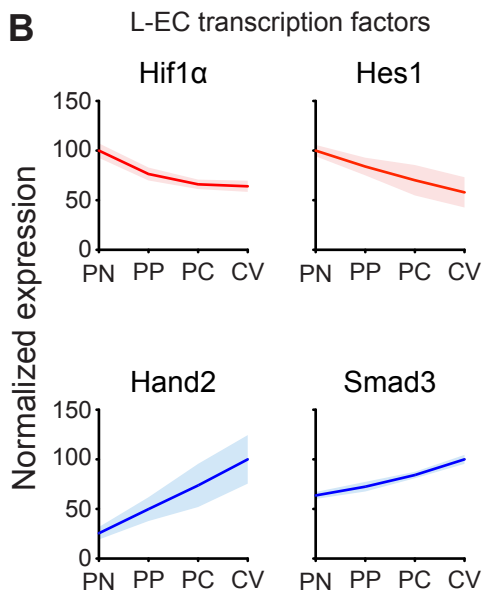 B L-EC transcription factors
Hif1α Hes1
150
100
50
0
PN PP PC CV PN PP PC CV
Hand2 Smad3
150
100
50
0
PN PP PC CV PN PP PC CV
Normalized expression